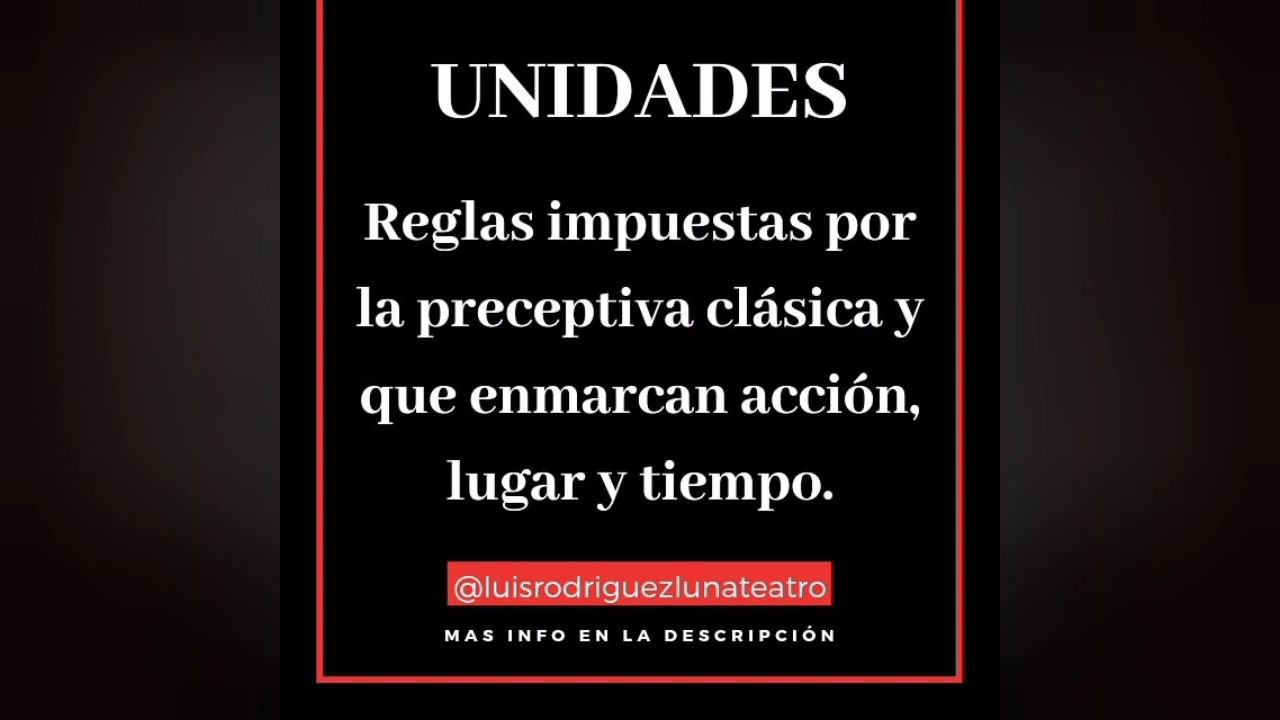 UNIDADES
Reglas impuestas por
la preceptiva clásica y
que enmarcan acción,
lugar y tiempo.
@luisrodriguezlunateatro
MAS INFO EN LA DESCRIPCIÓN